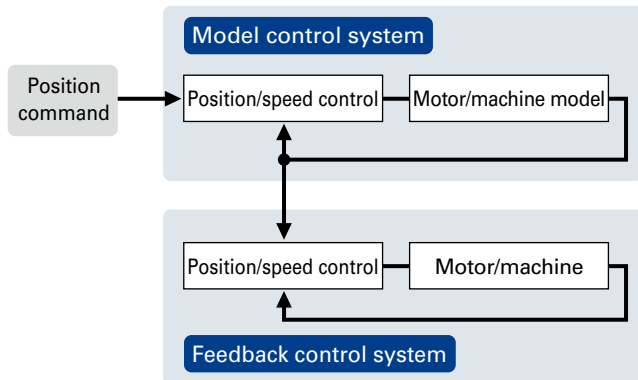 Model control system
Position
command
Position/speed control
Motor/machine model
Position/speed control
Motor/machine
Feedback control system